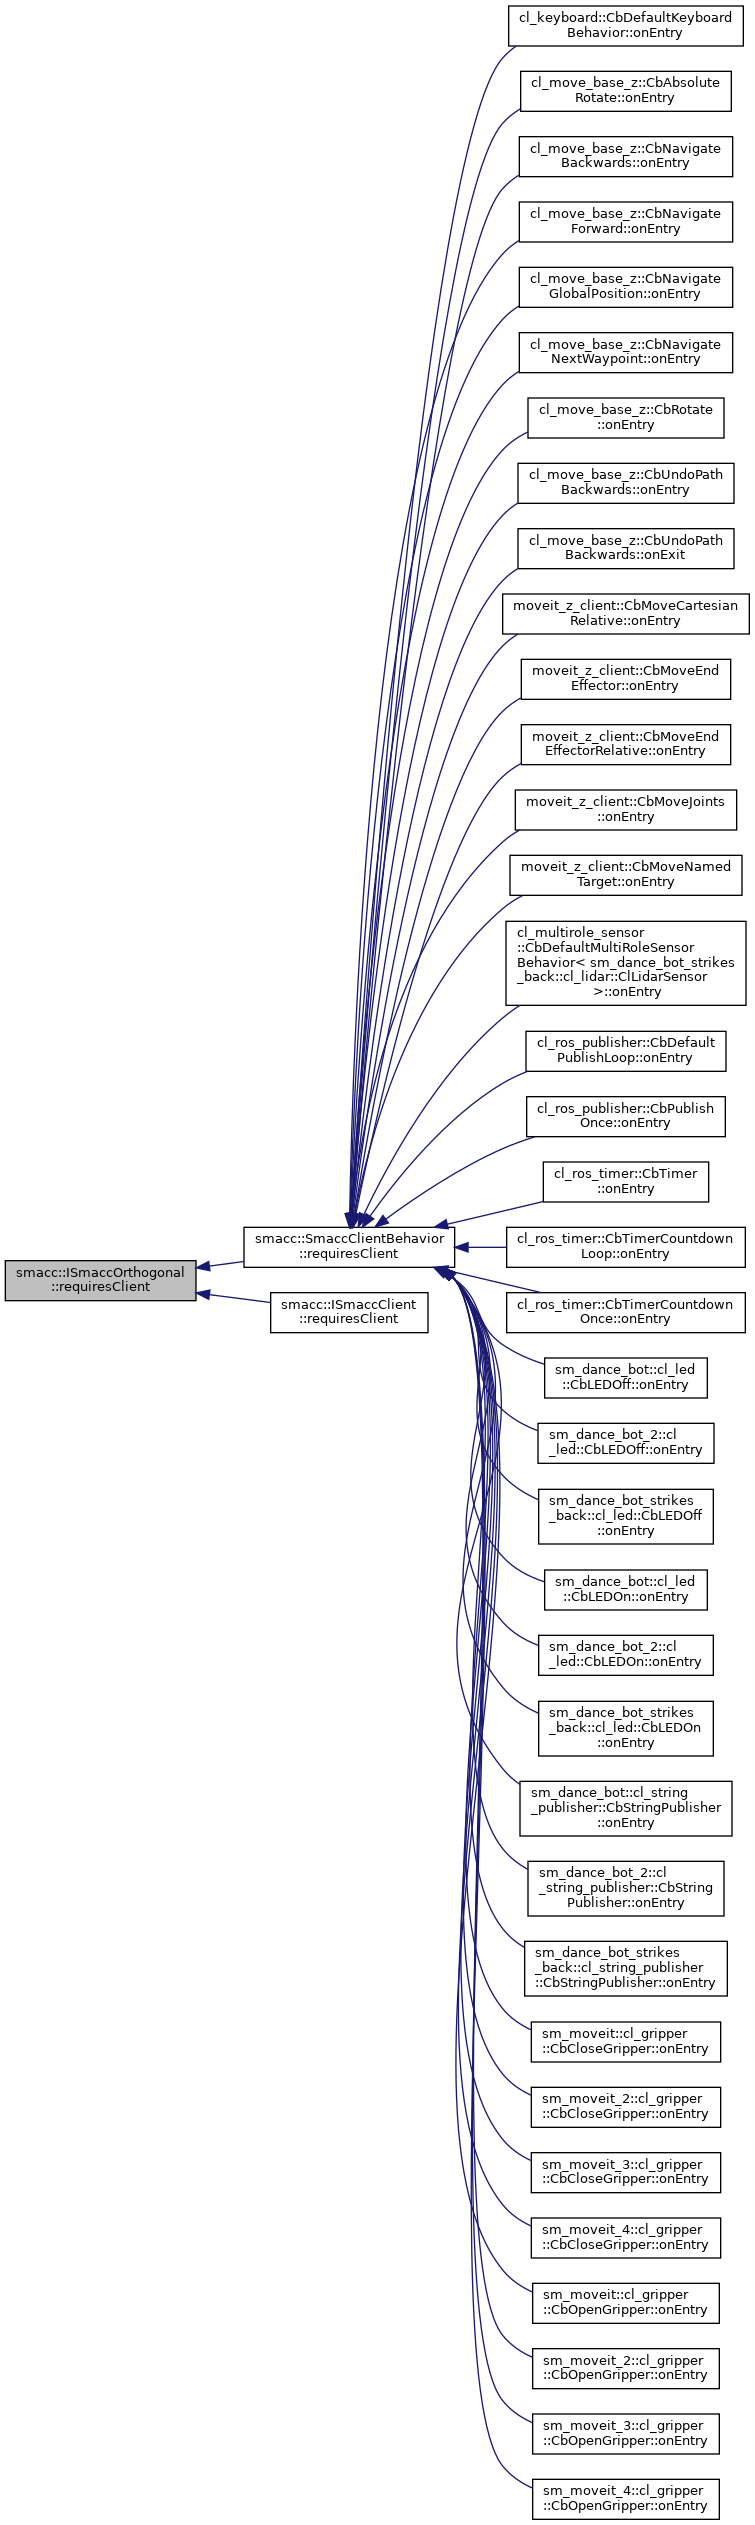 cl_keyboard::CbDefaultKeyboard
Behavior::onEntry
cl_move_base_z::CbAbsolute
Rotate::onEntry
cl_move_base_z::CbNavigate
Backwards::onEntry
cl_move_base_z::CbNavigate
Forward::onEntry
cl_move_base_z::CbNavigate
GlobalPosition::onEntry
cl_move_base_z::CbNavigate
NextWaypoint::onEntry
cl_move_base_z::CbRotate
::onEntry
cl_move_base_z::CbUndoPath
Backwards::onEntry
cl_move_base_z::CbUndoPath
Backwards::onExit
moveit_z_client::CbMoveCartesian
Relative::onEntry
moveit_z_client::CbMoveEnd
Effector::onEntry
moveit_z_client::CbMoveEnd
EffectorRelative::onEntry
moveit_z_client::CbMoveJoints
::onEntry
moveit_z_client::CbMoveNamed
Target::onEntry
cl_multirole_sensor
::CbDefaultMultiRoleSensor
Behavior< sm_dance_bot_strikes
_back::cl_lidar::ClLidarSensor
>::onEntry
cl_ros_publisher::CbDefault
PublishLoop::onEntry
cl_ros_publisher::CbPublish
Once::onEntry
cl_ros_timer::CbTimer
::onEntry
smacc::SmaccClientBehavior
::requiresClient
cl_ros_timer::CbTimerCountdown
Loop::onEntry
smacc::ISmaccOrthogonal
::requiresClient
smacc::ISmaccClient
::requiresClient
cl_ros_timer::CbTimerCountdown
Once::onEntry
sm_dance_bot::cl_led
::CbLEDOff::onEntry
sm_dance_bot_2::cl
_led::CbLEDOff::onEntry
sm_dance_bot_strikes
_back::cl_led::CbLEDOff
::onEntry
sm_dance_bot::cl_led
::CbLEDOn::onEntry
sm_dance_bot_2::cl
_led::CbLEDOn::onEntry
sm_dance_bot_strikes
_back::cl_led::CbLEDOn
::onEntry
sm_dance_bot::cl_string
_publisher::CbStringPublisher
::onEntry
sm_dance_bot_2::cl
_string_publisher::CbString
Publisher::onEntry
sm_dance_bot_strikes
_back::cl_string_publisher
::CbStringPublisher::onEntry
sm_moveit::cl_gripper
::CbCloseGripper::onEntry
sm_moveit_2::cl_gripper
::CbCloseGripper::onEntry
sm_moveit_3::cl_gripper
::CbCloseGripper::onEntry
sm_moveit_4::cl_gripper
::CbCloseGripper::onEntry
sm_moveit::cl_gripper
::CbOpenGripper::onEntry
sm_moveit_2::cl_gripper
::CbOpenGripper::onEntry
sm_moveit_3::cl_gripper
::CbOpenGripper::onEntry
sm_moveit_4::cl_gripper
::CbOpenGripper::onEntry